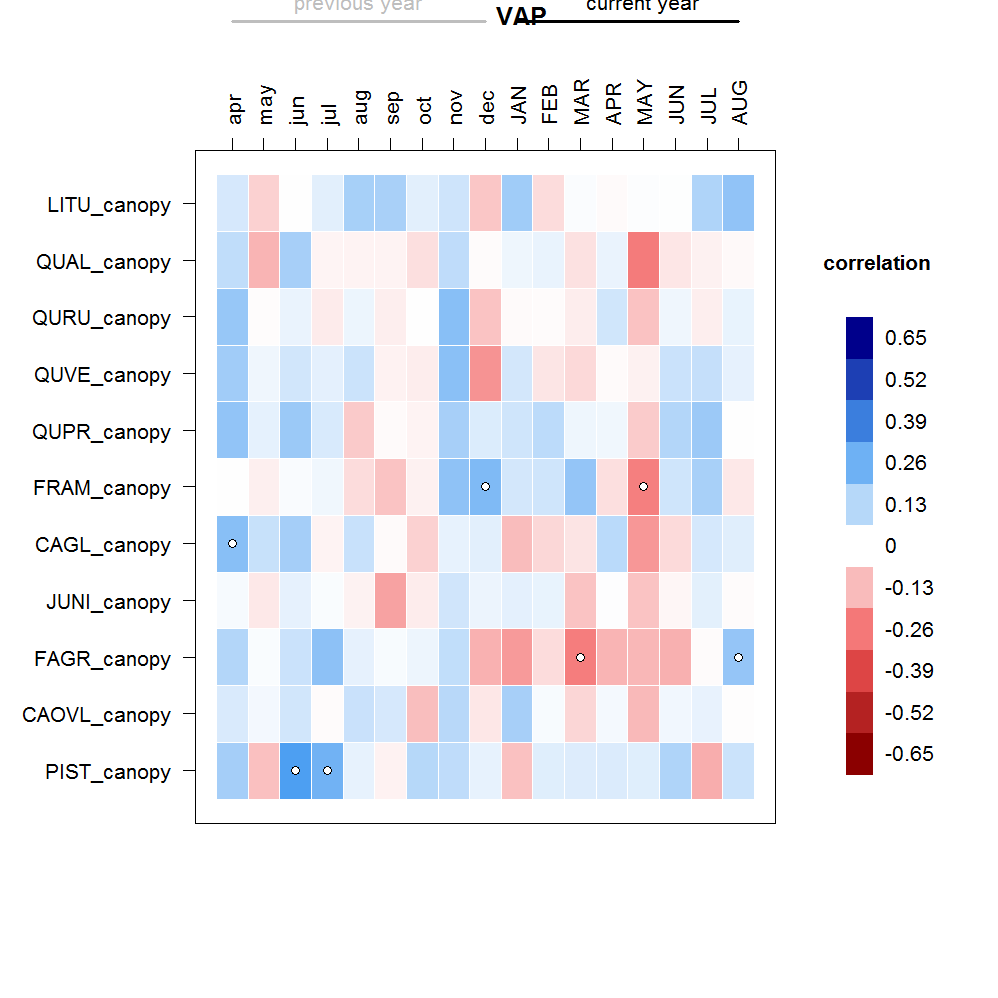 previous year
current year
VAP
apr
may
jun
jul
aug
sep
oct
nov
dec
JAN
FEB
MAR
APR
MAY
JUN
JUL
AUG
LITU_canopy
QUAL_canopy
QURU_canopy
QUVE_canopy
QUPR_canopy
FRAM_canopy
CAGL_canopy
JUNI_canopy
FAGR_canopy
CAOVL_canopy
PIST_canopy
correlation
0.65
0.52
0.39
0.26
0.13
0
-0.13
-0.26
-0.39
-0.52
-0.65